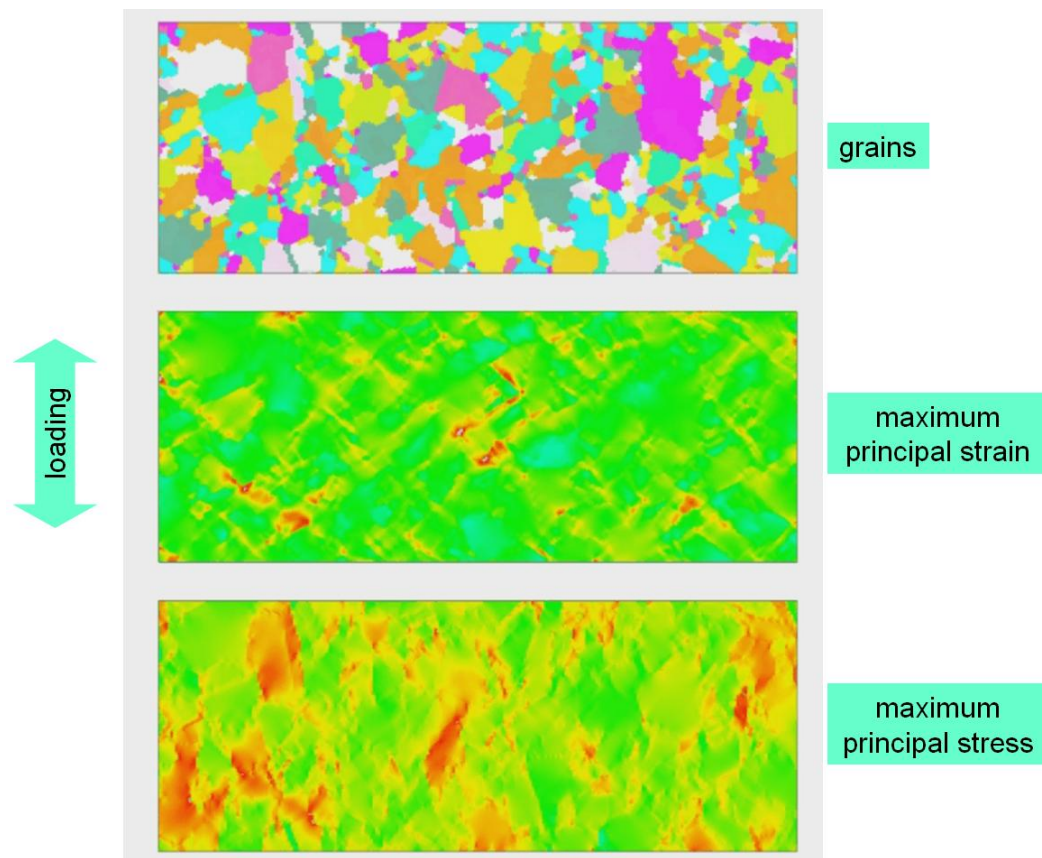 grains
loading
maximum
principal strain
maximum
principal stress